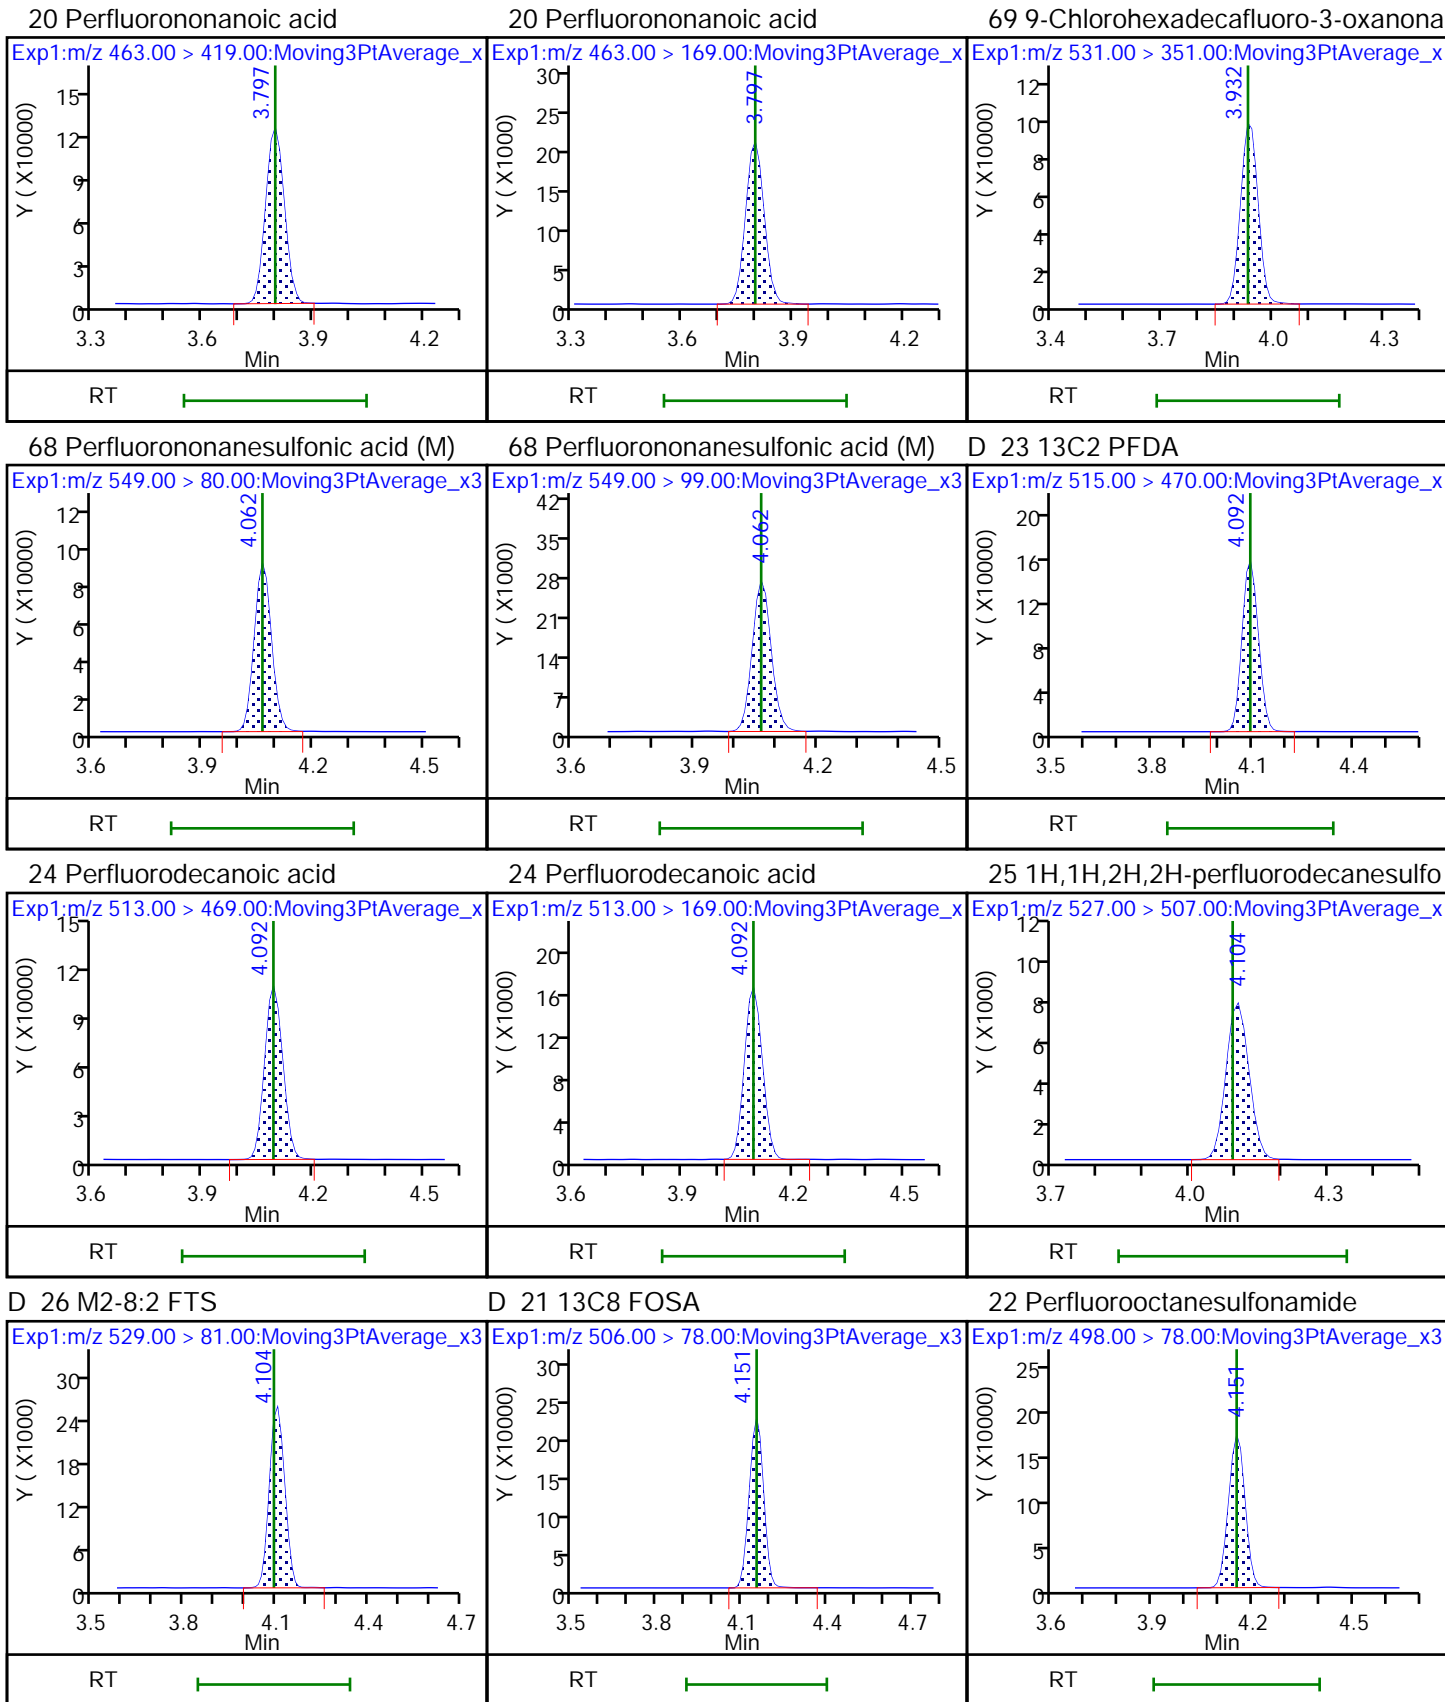 20 Perfluorononanoic acid
Exp1:m/z 463.00 > 419.00:Moving3PtAverage_x
Y ( X10000)
15
12
9
6
3
0
3.797
3.3 3.6 3.9 4.2
Min
RT
20 Perfluorononanoic acid
Exp1:m/z 463.00 > 169.00:Moving3PtAverage_x
Y ( X1000)
30
25
20
15
10
5
0
3.797
3.3 3.6 3.9 4.2
Min
RT
69 9-Chlorohexadecafluoro-3-oxanona
Exp1:m/z 531.00 > 351.00:Moving3PtAverage_x
Y ( X10000)
12
10
8
6
4
2
0
3.932
3.4 3.7 4.0 4.3
Min
RT
68 Perfluorononanesulfonic acid (M)
Exp1:m/z 549.00 > 80.00:Moving3PtAverage_x3
Y ( X10000)
12
10
8
6
4
2
0
4.062
3.6 3.9 4.2 4.5
Min
RT
68 Perfluorononanesulfonic acid (M)
Exp1:m/z 549.00 > 99.00:Moving3PtAverage_x3
Y ( X1000)
42
35
28
21
14
7
0
4.062
3.6 3.9 4.2 4.5
Min
RT
D 23 13C2 PFDA
Exp1:m/z 515.00 > 470.00:Moving3PtAverage_x
Y ( X10000)
20
16
12
8
4
0
4.092
3.5 3.8 4.1 4.4
Min
RT
24 Perfluorodecanoic acid
Exp1:m/z 513.00 > 469.00:Moving3PtAverage_x
Y ( X10000)
15
12
9
6
3
0
4.092
3.6 3.9 4.2 4.5
Min
RT
24 Perfluorodecanoic acid
Exp1:m/z 513.00 > 169.00:Moving3PtAverage_x
Y ( X1000)
20
16
12
8
4
0
4.092
3.6 3.9 4.2 4.5
Min
RT
25 1H,1H,2H,2H-perfluorodecanesulfo
Exp1:m/z 527.00 > 507.00:Moving3PtAverage_x
Y ( X1000)
12
10
8
6
4
2
0
4.104
3.7 4.0 4.3
Min
RT
D 26 M2-8:2 FTS
Exp1:m/z 529.00 > 81.00:Moving3PtAverage_x3
Y ( X1000)
30
24
18
12
6
0
4.104
3.5 3.8 4.1 4.4 4.7
Min
RT
D 21 13C8 FOSA
Exp1:m/z 506.00 > 78.00:Moving3PtAverage_x3
Y ( X10000)
30
25
20
15
10
5
0
4.151
3.5 3.8 4.1 4.4 4.7
Min
RT
22 Perfluorooctanesulfonamide
Exp1:m/z 498.00 > 78.00:Moving3PtAverage_x3
Y ( X10000)
25
20
15
10
5
0
4.151
3.6 3.9 4.2 4.5
Min
RT